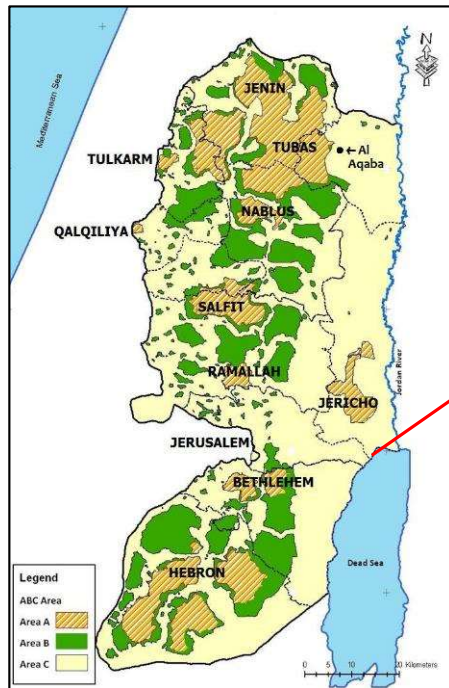 N
Mediterranean Sea
JENIN
TULKARM
TUBAS
← Al
Aqaba
NABLUS
QALQILIYA
SALFIT
RAMALLAH
JERICHO
Jordan River
JERUSALEM
BETHLEHEM
HEBRON
Dead Sea
Legend
ABC Area
Area A
Area B
Area C
0 5 10 20 Kilometers